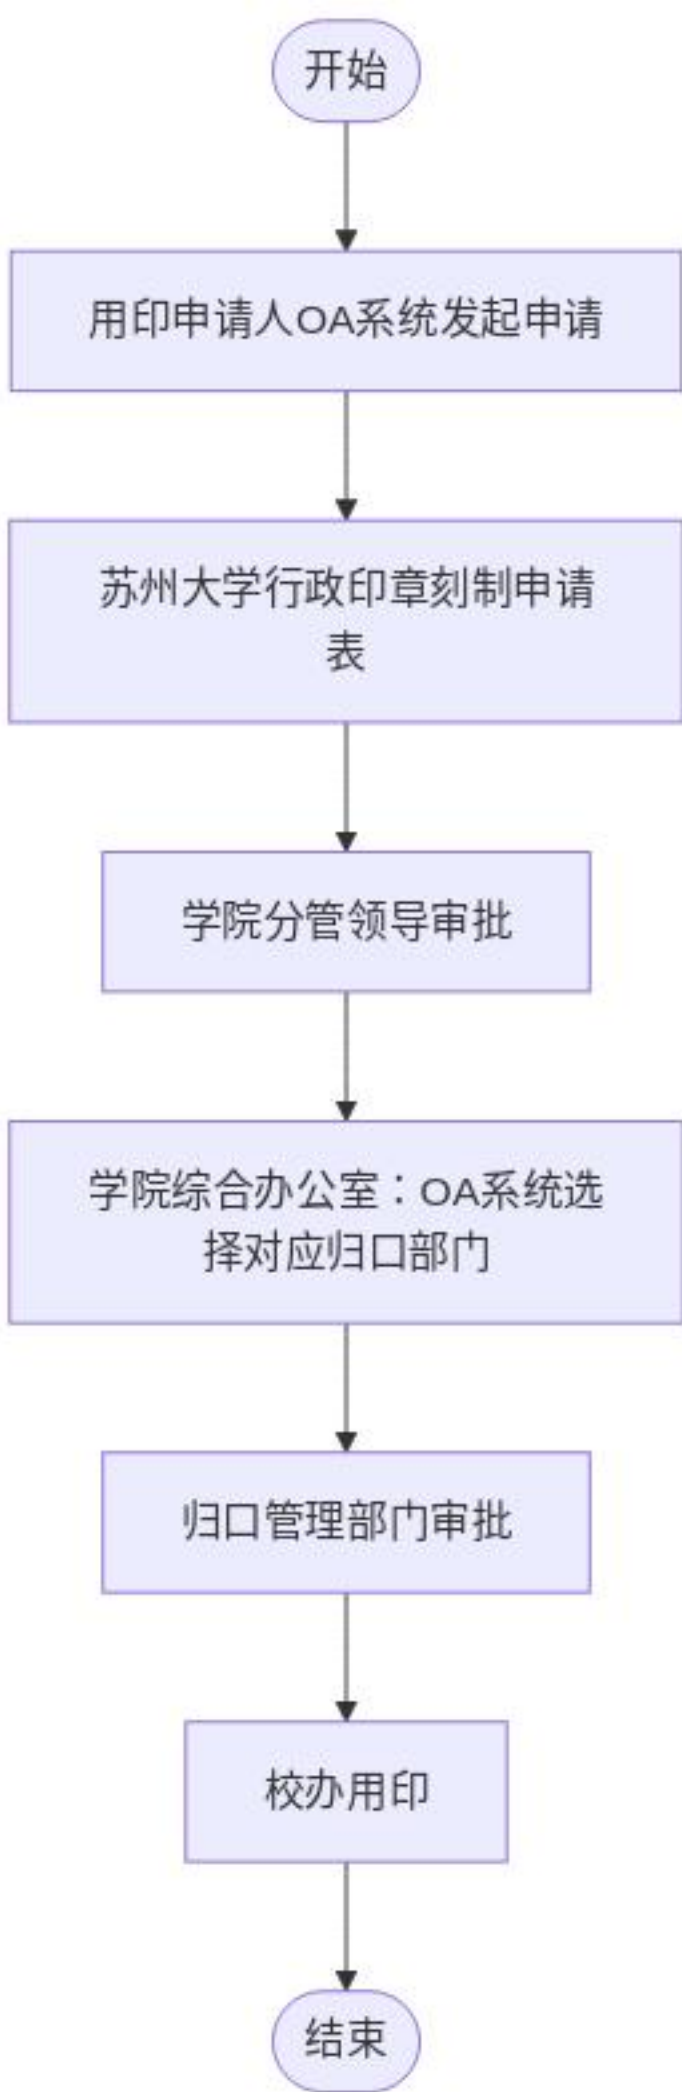 开始
用印申请人OA系统发起申请
苏州大学行政印章刻制申请
表
学院分管领导审批
学院综合办公室：OA系统选
择对应归口部门
归口管理部门审批
校办用印
结束